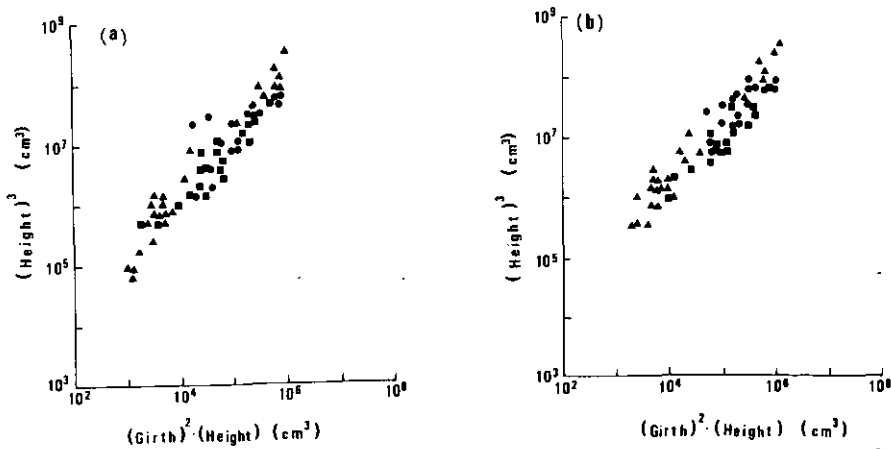 (a)
10⁹
10⁷
10⁵
10³
(Height)³ (cm³)
10² 10⁴ 10⁶ 10⁸
(Girth)²·(Height) (cm³)
(b)
10⁹
10⁷
10⁵
10³
(Height)³ (cm³)
10² 10⁴ 10⁶ 10⁸
(Girth)²·(Height) (cm³)